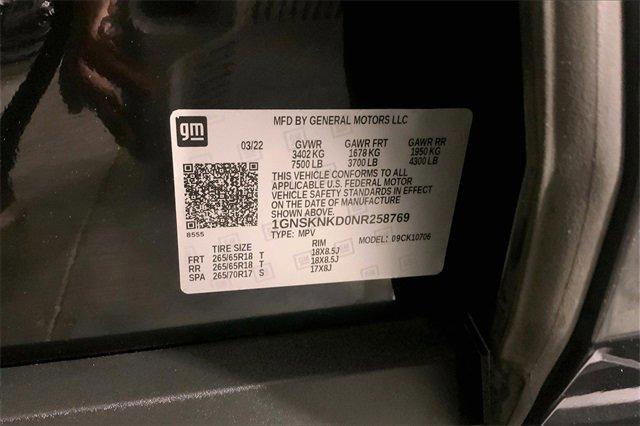 gm
MFD BY GENERAL MOTORS LLC
03/22 GVWR GAWR FRT GAWR RR
3402 KG 1678 KG 1950 KG
7500 LB 3700 LB 4300 LB
THIS VEHICLE CONFORMS TO ALL
APPLICABLE U.S. FEDERAL MOTOR
VEHICLE SAFETY STANDARDS IN EFFECT
ON THE DATE OF MANUFACTURE
SHOWN ABOVE.
1GNSKNKD0NR258769
8555
TYPE: MPV MODEL: 09CK10706
TIRE SIZE RIM
FRT 265/65R18 T 18X8.5J
RR 265/65R18 T 18X8.5J
SPA 265/70R17 S 17X8J